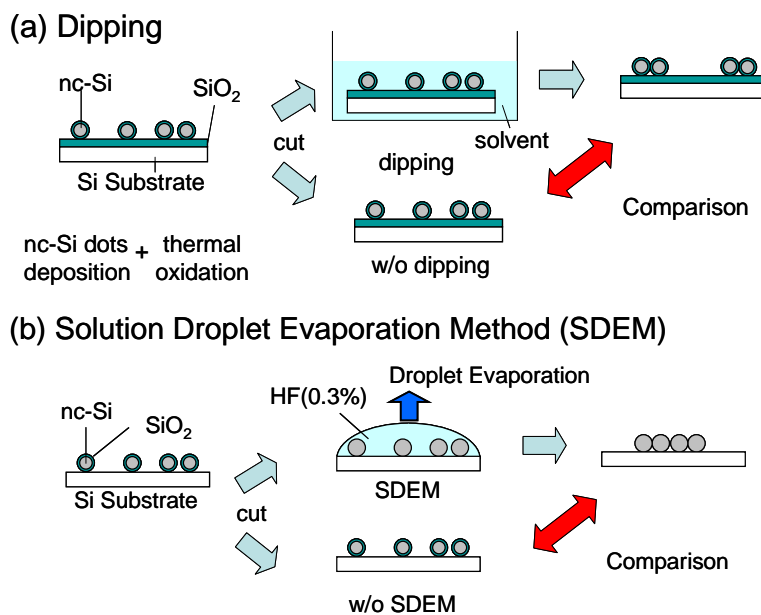 (a) Dipping
nc-Si
SiO2
Si Substrate
cut
solvent
dipping
w/o dipping
Comparison
nc-Si dots + thermal
deposition oxidation
(b) Solution Droplet Evaporation Method (SDEM)
Droplet Evaporation
HF(0.3%)
nc-Si
SiO2
Si Substrate
cut
SDEM
w/o SDEM
Comparison